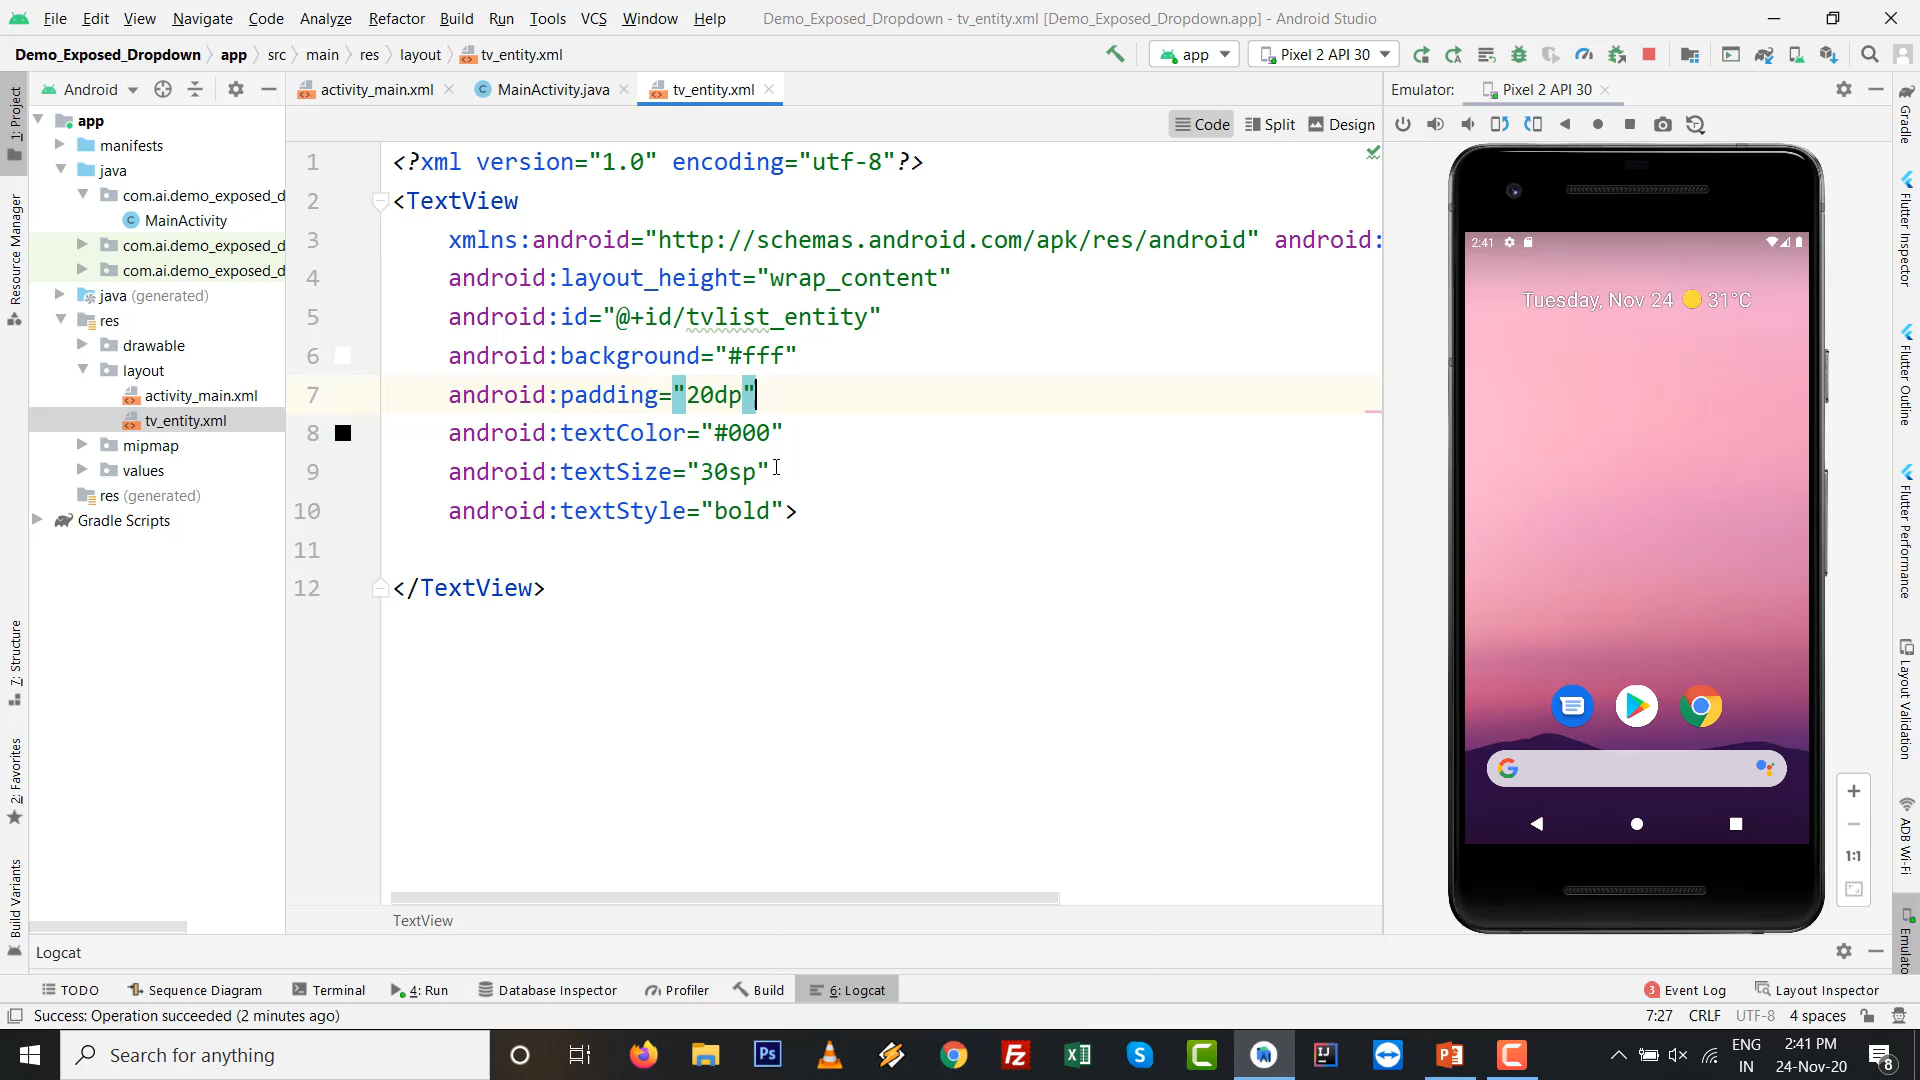 File Edit View Navigate Code Analyze Refactor Build Run Tools VCS Window Help Demo_Exposed_Dropdown - tv_entity.xml [Demo_Exposed_Dropdown.app] - Android Studio
Demo_Exposed_Dropdown app src main res layout tv_entity.xml app Pixel 2 API 30
Android activity_main.xml MainActivity.java tv_entity.xml Emulator: Pixel 2 API 30
Code Split Design
app
manifests
java
com.ai.demo_exposed_d
MainActivity
com.ai.demo_exposed_d
com.ai.demo_exposed_d
java (generated)
res
drawable
layout
activity_main.xml
tv_entity.xml
mipmap
values
res (generated)
Gradle Scripts
1 <?xml version="1.0" encoding="utf-8"?>
2 <TextView
3 xmlns:android="http://schemas.android.com/apk/res/android" android:
4 android:layout_height="wrap_content"
5 android:id="@+id/tvlist_entity"
6 android:background="#fff"
7 android:padding="20dp"
8 android:textColor="#000"
9 android:textSize="30sp"
10 android:textStyle="bold">
11
12 </TextView>
TextView
2:41
Tuesday, Nov 24 31°C
1:1
1: Project
Resource Manager
7: Structure
2: Favorites
Build Variants
Gradle
Flutter Inspector
Flutter Outline
Flutter Performance
Layout Validation
ADB Wi-Fi
Emulato
Logcat
TODO Sequence Diagram Terminal 4: Run Database Inspector Profiler Build 6: Logcat 3 Event Log Layout Inspector
Success: Operation succeeded (2 minutes ago) 7:27 CRLF UTF-8 4 spaces
Search for anything
Ps
ENG
IN
2:41 PM
24-Nov-20
8